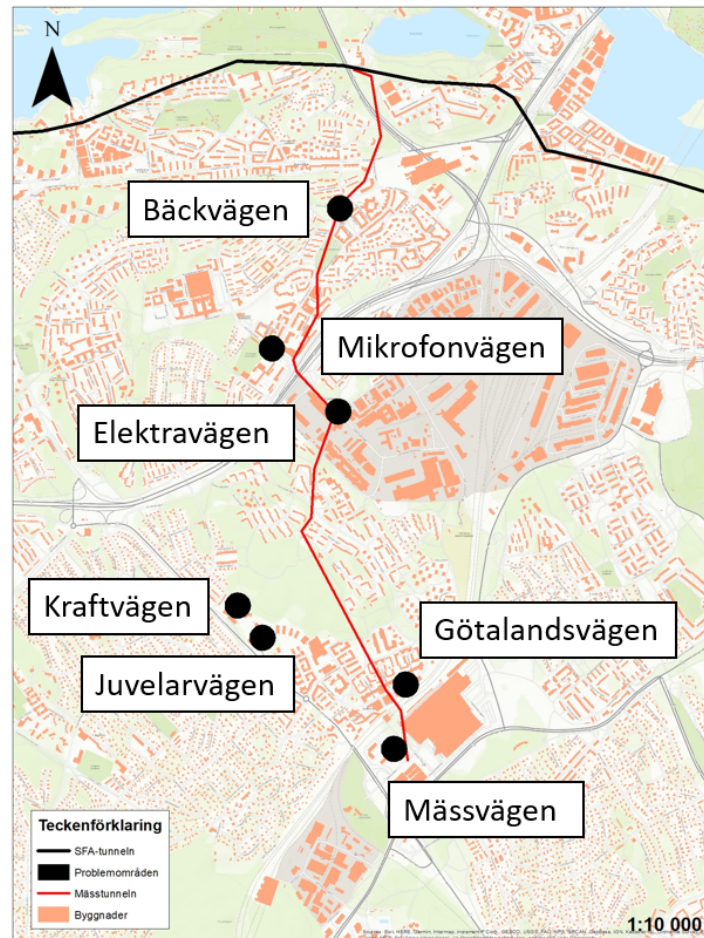 N
Bäckvägen
Mikrofonvägen
Elektravägen
Kraftvägen
Götalandsvägen
Juvelarvägen
Mässvägen
Teckenförklaring
SFA-tunneln
Problemområden
Mässtunneln
Byggnader
1:10 000